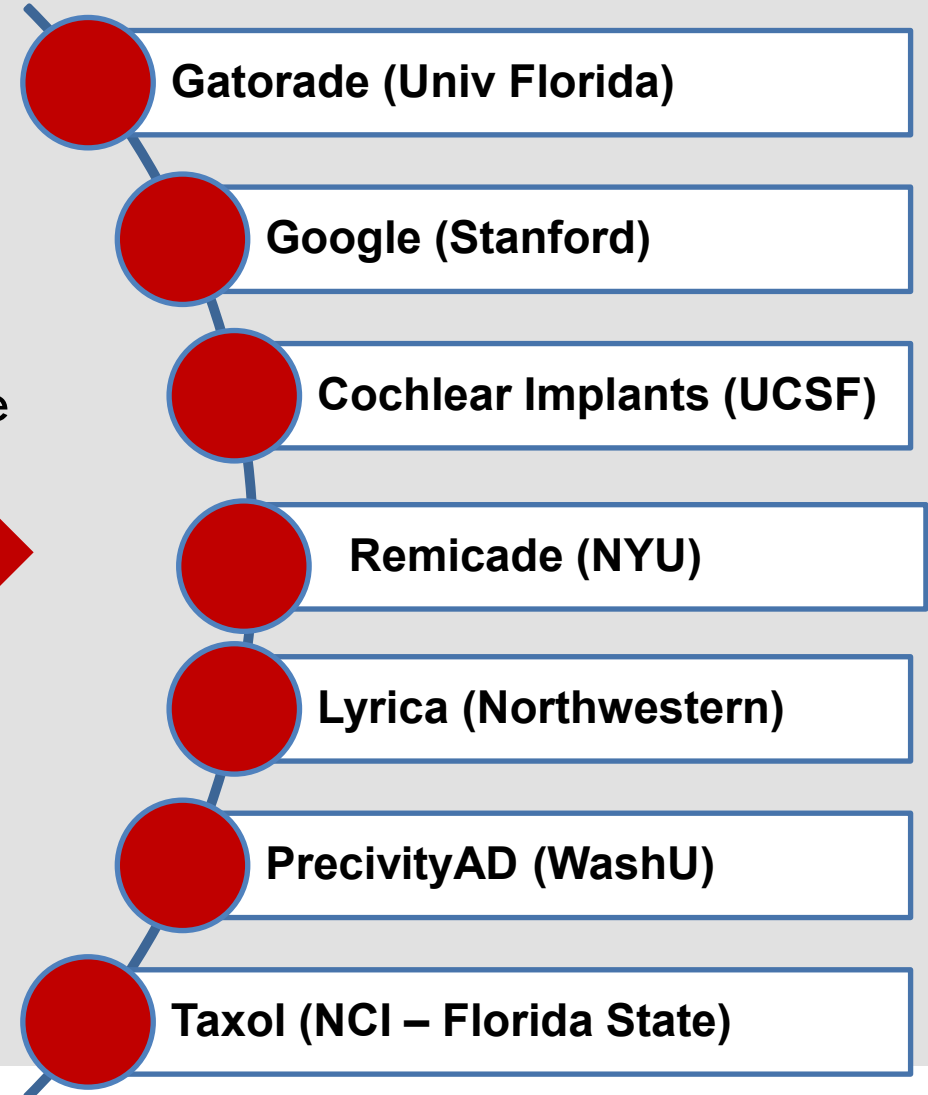 Gatorade (Univ Florida)
Google (Stanford)
Cochlear Implants (UCSF)
Remicade (NYU)
Lyrica (Northwestern)
PrecivityAD (WashU)
Taxol (NCI – Florida State)